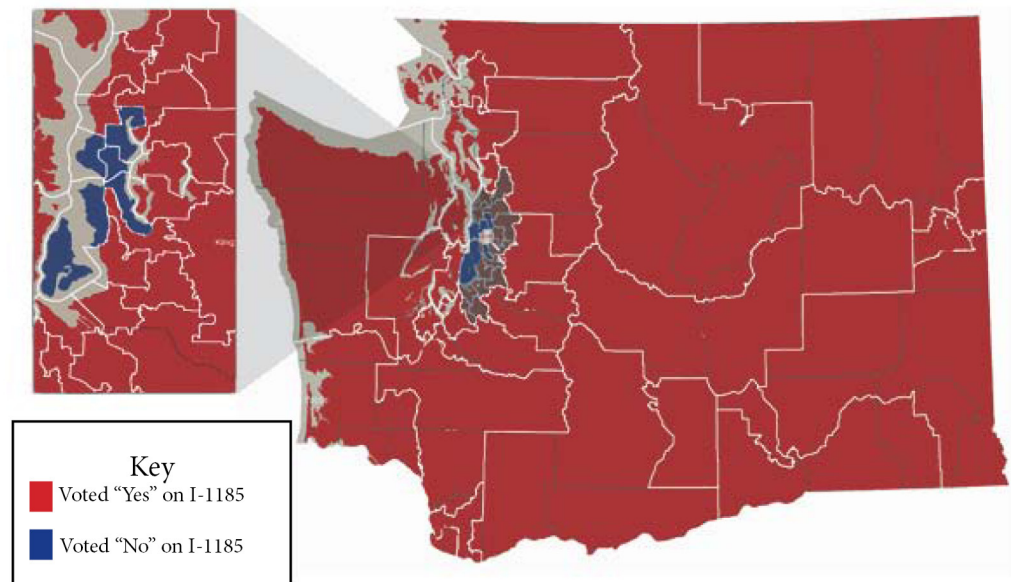 Key
Voted “Yes” on I-1185
Voted “No” on I-1185